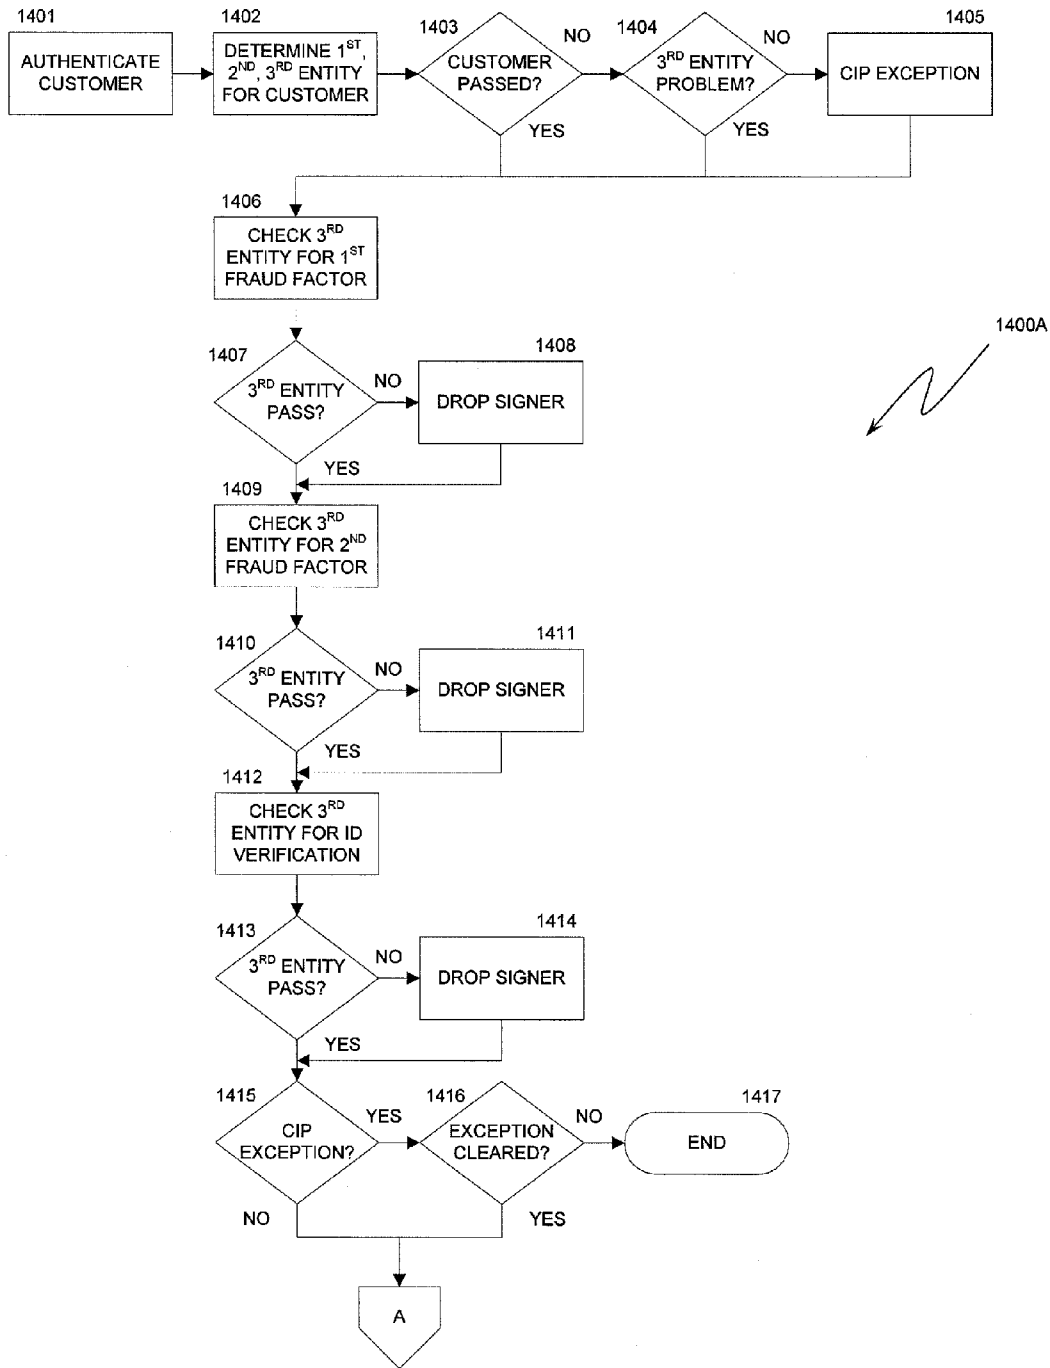 1401
AUTHENTICATE
CUSTOMER
1402
DETERMINE 1ST,
2ND, 3RD ENTITY
FOR CUSTOMER
1403
CUSTOMER
PASSED?
NO
YES
1404
3RD ENTITY
PROBLEM?
NO
YES
1405
CIP EXCEPTION
1406
CHECK 3RD
ENTITY FOR 1ST
FRAUD FACTOR
1400A
1407
3RD ENTITY
PASS?
NO
YES
1408
DROP SIGNER
1409
CHECK 3RD
ENTITY FOR 2ND
FRAUD FACTOR
1410
3RD ENTITY
PASS?
NO
YES
1411
DROP SIGNER
1412
CHECK 3RD
ENTITY FOR ID
VERIFICATION
1413
3RD ENTITY
PASS?
NO
YES
1414
DROP SIGNER
1415
CIP
EXCEPTION?
YES
NO
1416
EXCEPTION
CLEARED?
NO
YES
1417
END
A